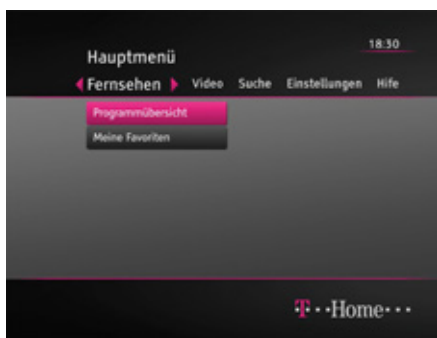 18:30
Hauptmenü
Fernsehen Video Suche Einstellungen Hife
Programmübersicht
Meine Favoriten
T··Home···